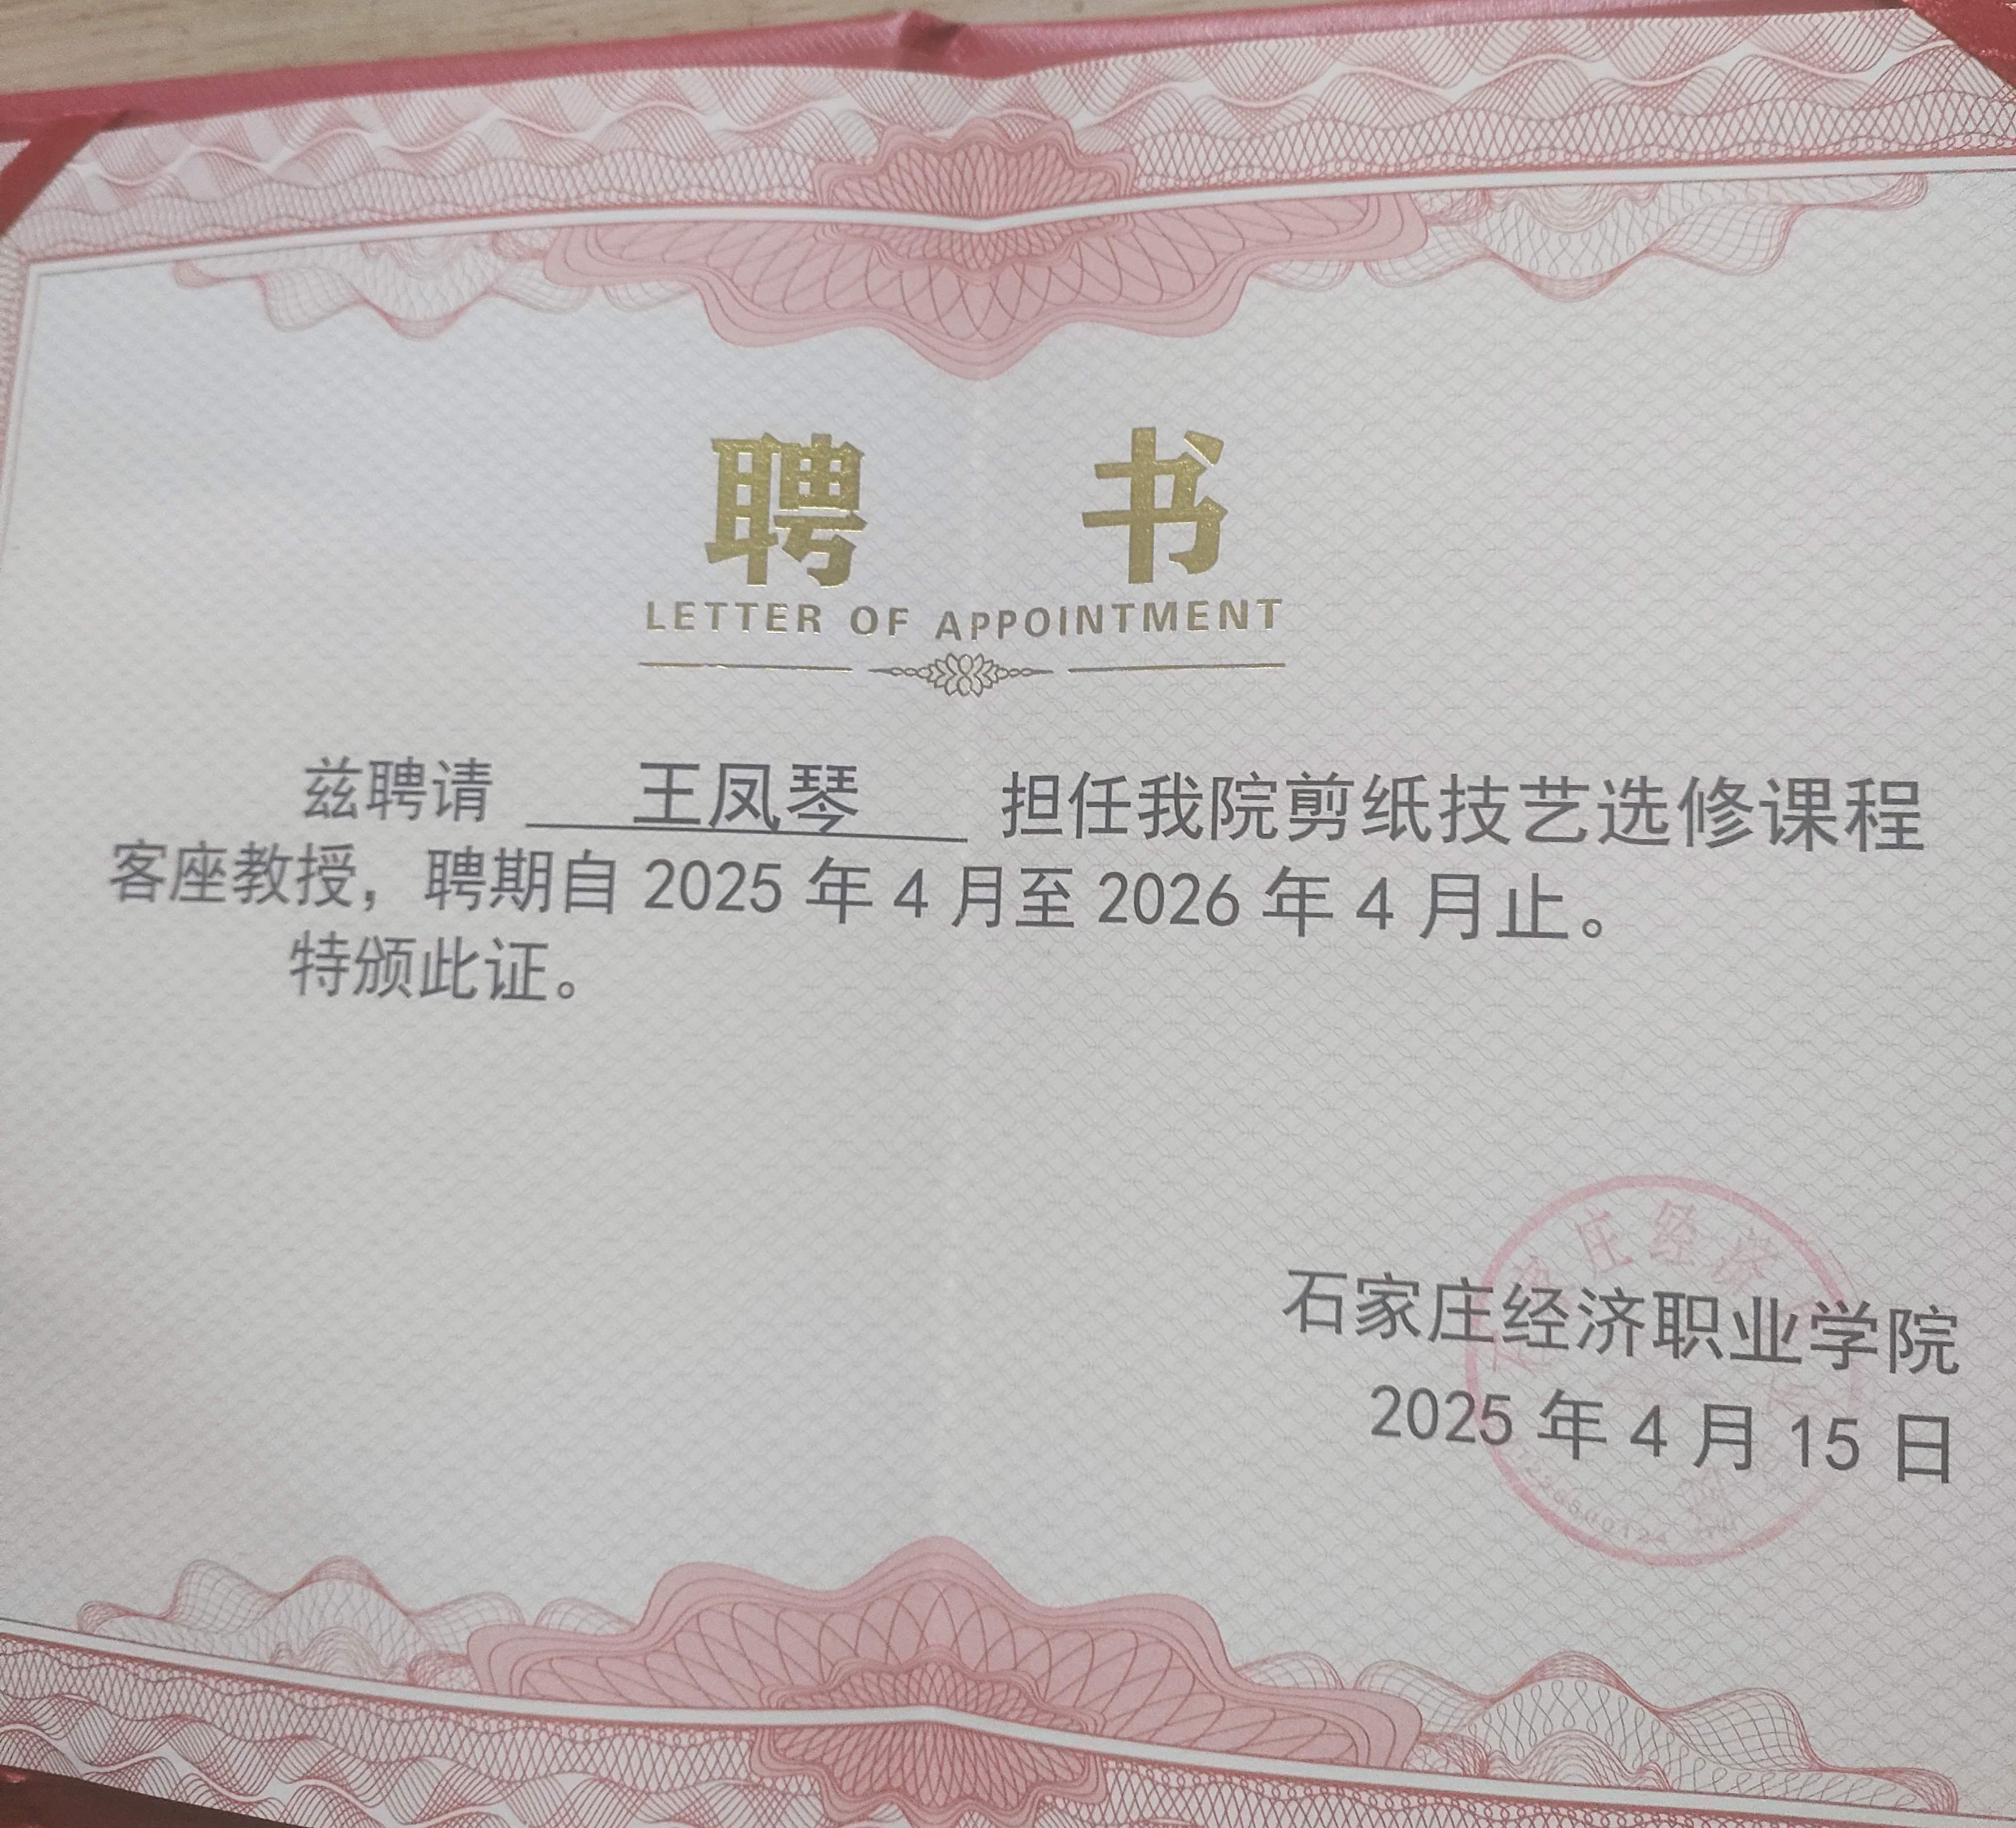 聘 书
LETTER OF APPOINTMENT
兹聘请 王凤琴 担任我院剪纸技艺选修课程
客座教授，聘期自 2025 年 4 月至 2026 年 4 月止。
特颁此证。
石家庄经济职业学院
2025 年 4 月 15 日
庄经济